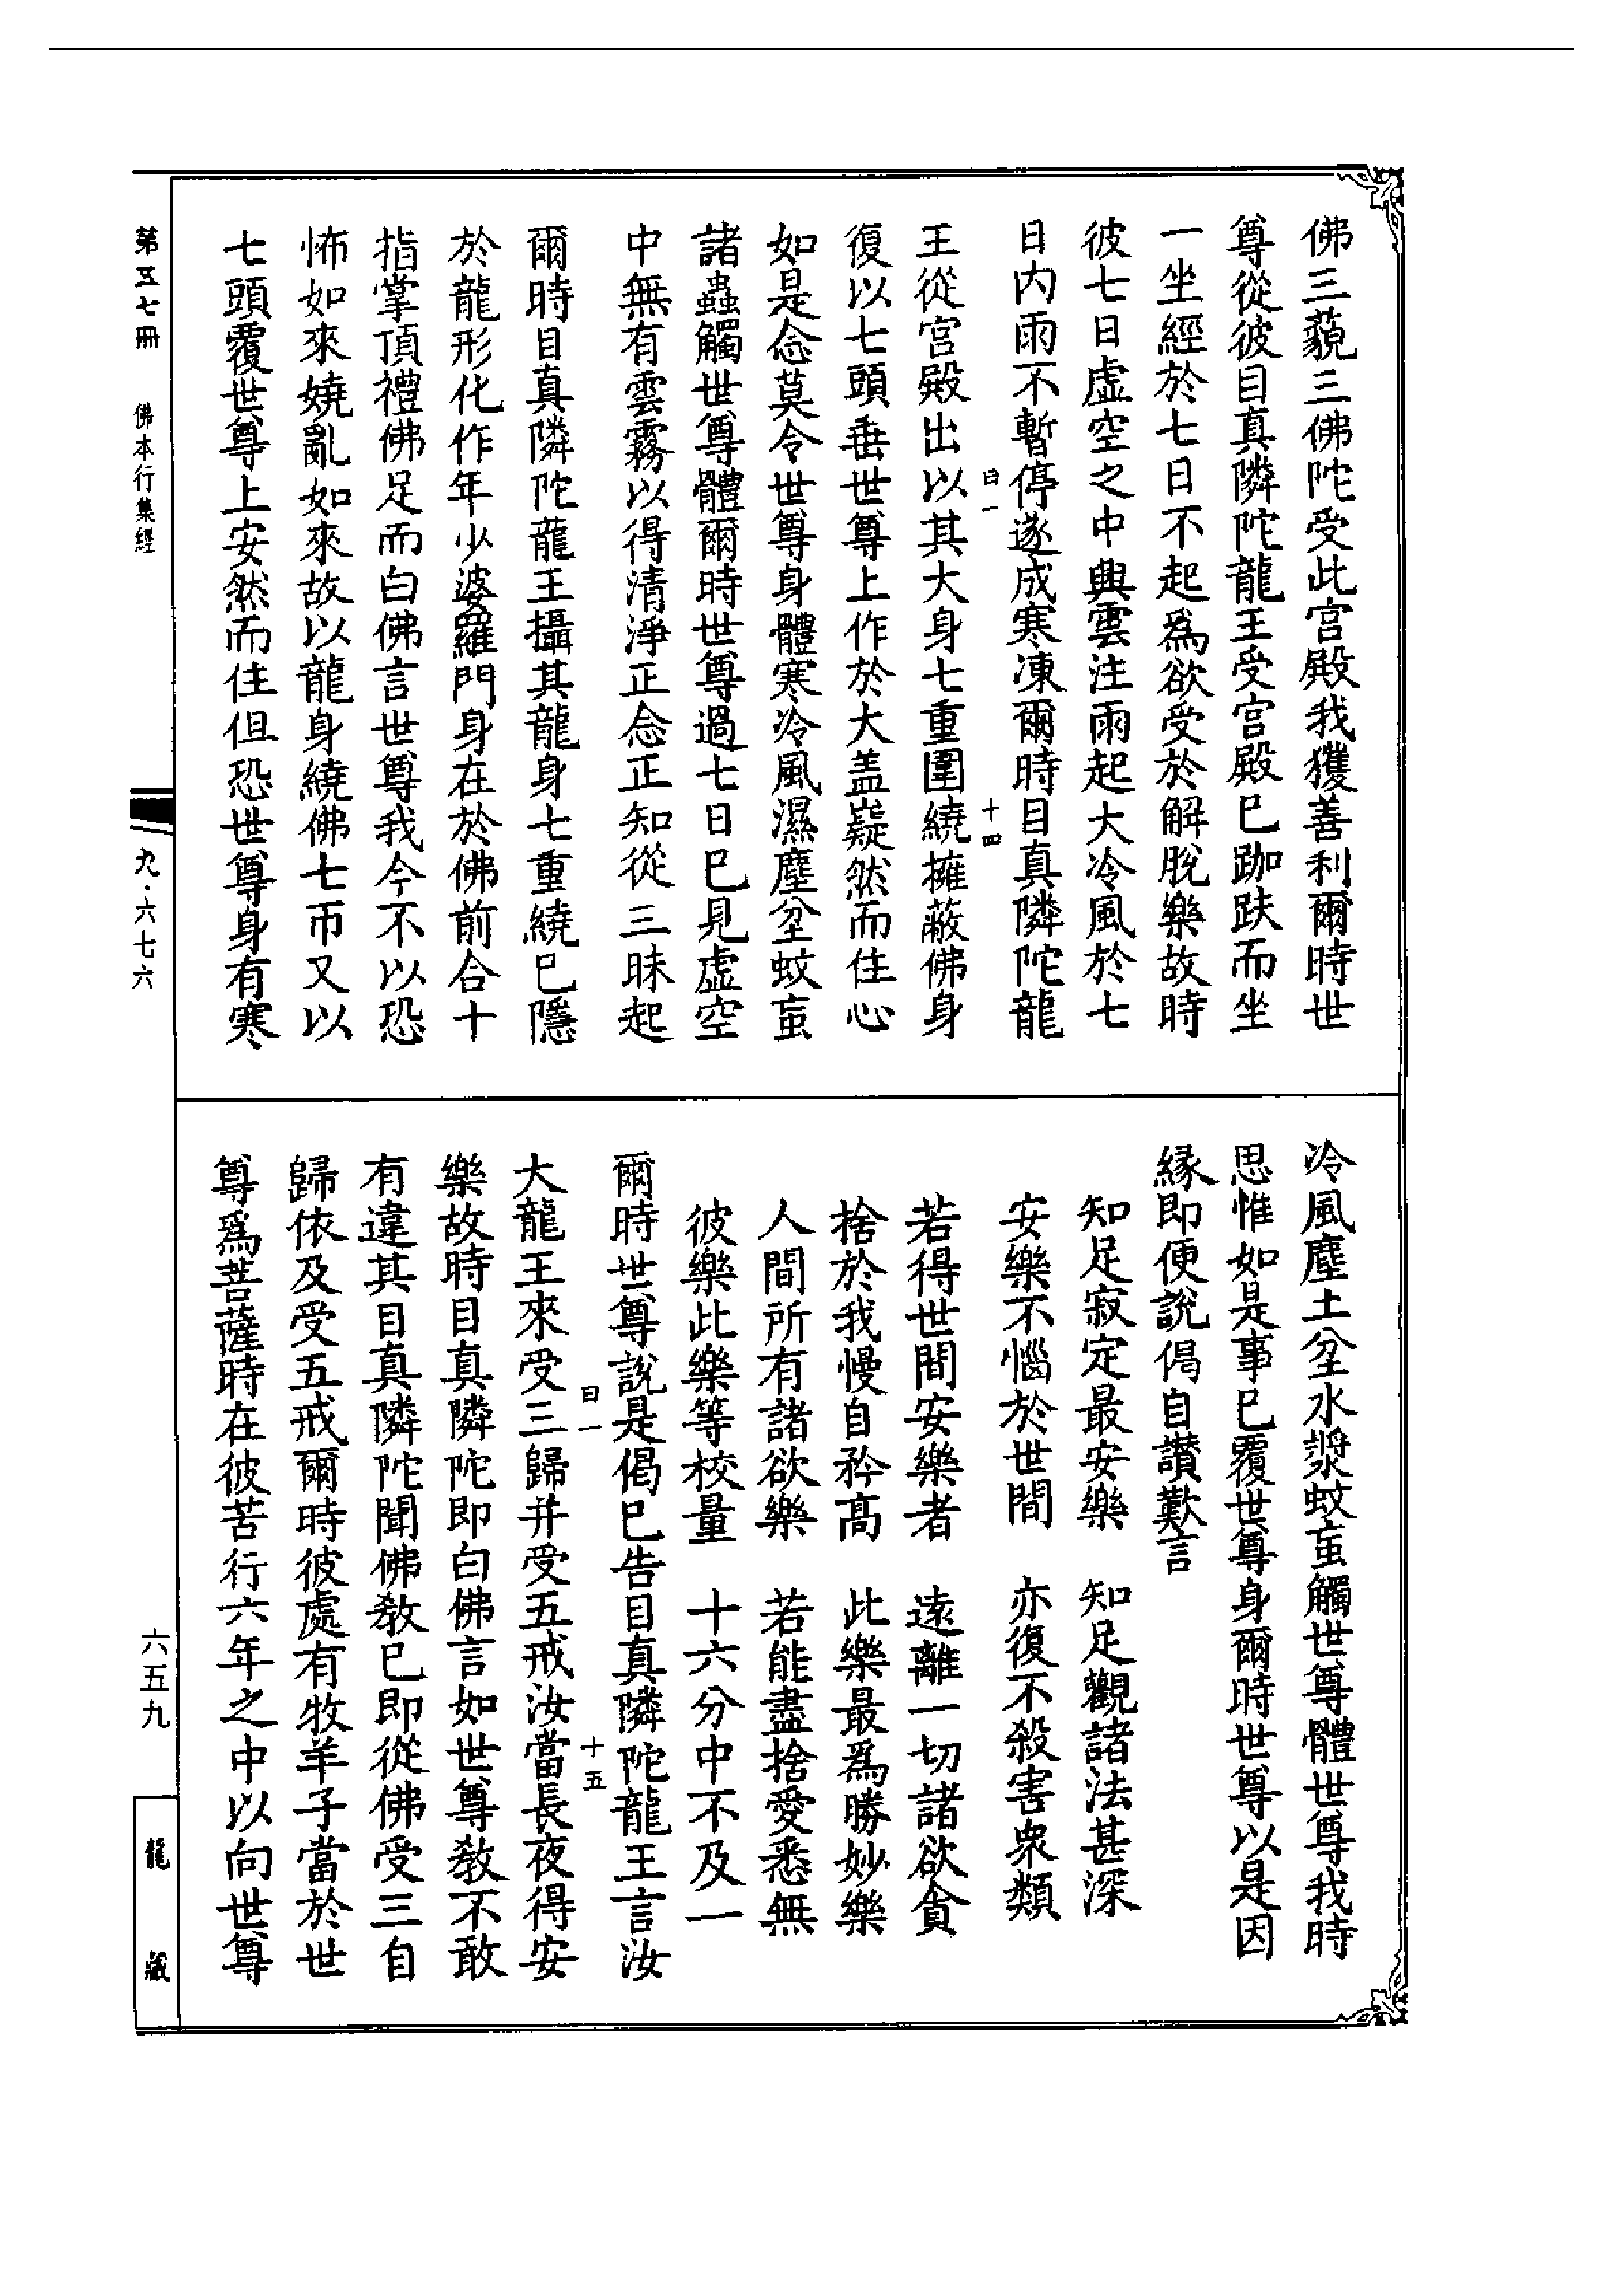 佛三藐三佛陀受此宫殿我獲善利爾時世
尊從彼目真隣陀龍王受宫殿已跏趺而坐
一坐經於七日不起為欲受於解脫樂故時
彼七日虛空之中興雲注雨起大冷風於七
日内雨不暫停遂成寒凍爾時目真隣陀龍
曰一
十四
王從宫殿出以其大身七重圍繞擁蔽佛身
復以七頭垂世尊上作於大盖嶷然而住心
如是念莫令世尊身體寒冷風濕塵坌蚊䖟
諸蟲觸世尊體爾時世尊過七日已見虛空
中無有雲霧以得清淨正念正知從三昧起
爾時目真隣陀龍王攝其龍身七重繞已隱
於龍形化作年少婆羅門身在於佛前合十
指掌頂禮佛足而白佛言世尊我今不以恐
怖如來嬈亂如來故以龍身繞佛七帀又以
七頭覆世尊上安然而住但恐世尊身有寒
冷風塵土坌水漿蚊䖟觸世尊體世尊我時
思惟如是事已覆世尊身爾時世尊以是因
緣即便說偈自讃歎言
知足寂定最安樂　知足觀諸法甚深
安樂不惱於世間　亦復不殺害衆類
若得世間安樂者　遠離一切諸欲貪
捨於我慢自矜髙　此樂最為勝妙樂
人間所有諸欲樂　若能盡捨愛悉無
彼樂此樂等校量　十六分中不及一
爾時世尊說是偈已告目真隣陀龍王言汝
曰一
十五
大龍王來受三歸并受五戒汝當長夜得安
樂故時目真隣陀即白佛言如世尊教不敢
有違其目真隣陀聞佛教已即從佛受三自
歸依及受五戒爾時彼處有牧羊子當於世
尊為菩薩時在彼苦行六年之中以向世尊
第五七冊　佛本行集經
九·六七六
六五九
龍藏